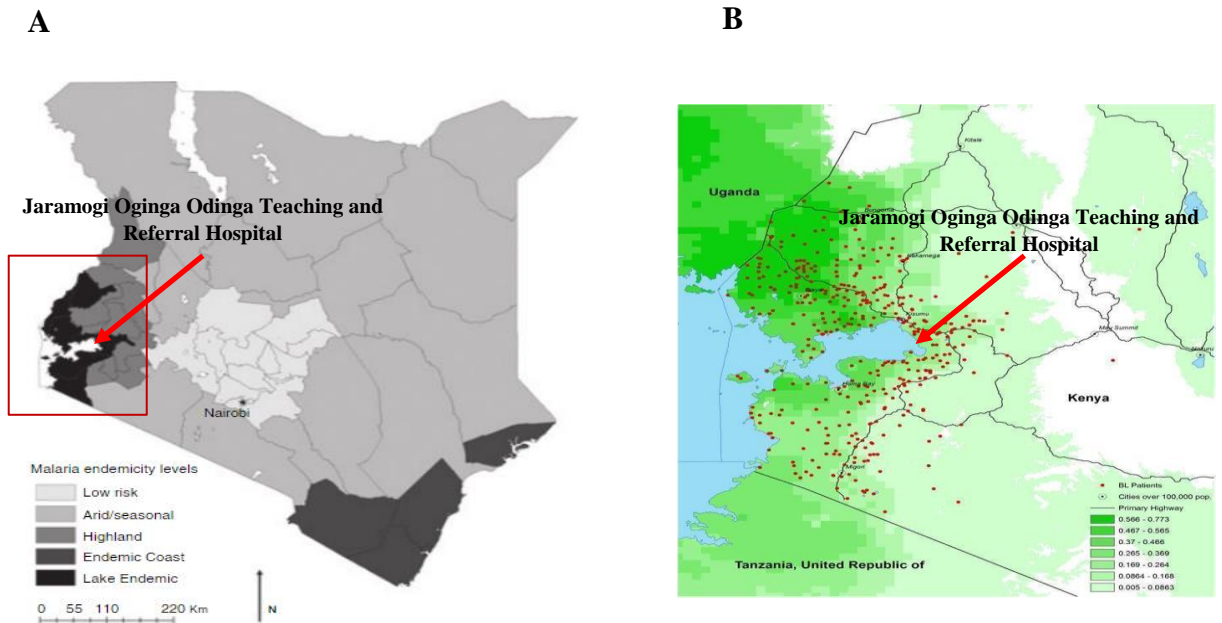 A
Jaramogi Oginga Odinga Teaching and
Referral Hospital
Nairobi
Malaria endemicity levels
Low risk
Arid/seasonal
Highland
Endemic Coast
Lake Endemic
0 55 110 220 Km
N
B
Kitale
Uganda
Jaramogi Oginga Odinga Teaching and
Referral Hospital
Kakamega
Kisumu
Nakuru
Kenya
Migori
Tanzania, United Republic of
BL Patients
Cities over 100,000 pop.
Primary Highway
0.566 - 0.773
0.467 - 0.565
0.37 - 0.466
0.265 - 0.369
0.169 - 0.264
0.0864 - 0.168
0.005 - 0.0863